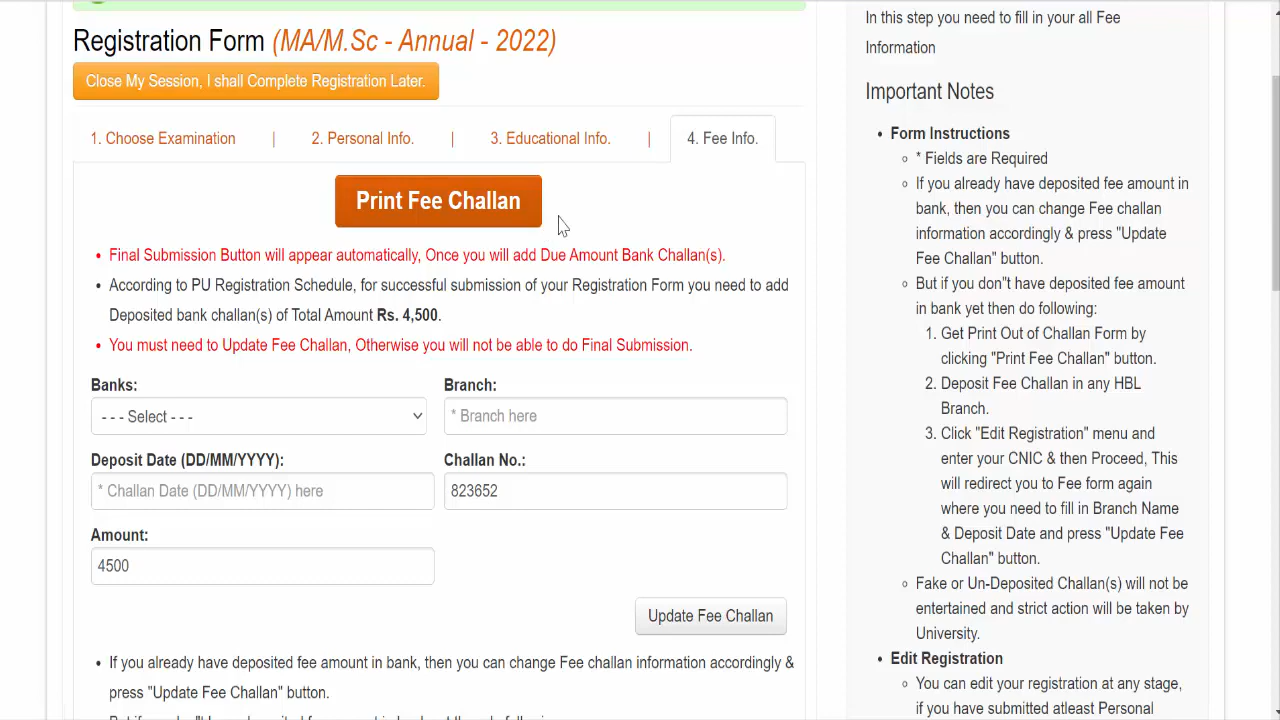 Registration Form (MA/M.Sc - Annual - 2022)
Close My Session, I shall Complete Registration Later.
1. Choose Examination | 2. Personal Info. | 3. Educational Info. | 4. Fee Info.
Print Fee Challan
• Final Submission Button will appear automatically, Once you will add Due Amount Bank Challan(s).
• According to PU Registration Schedule, for successful submission of your Registration Form you need to add
Deposited bank challan(s) of Total Amount Rs. 4,500.
• You must need to Update Fee Challan, Otherwise you will not be able to do Final Submission.
Banks:
- - - Select - - -
Branch:
* Branch here
Deposit Date (DD/MM/YYYY):
* Challan Date (DD/MM/YYYY) here
Challan No.:
823652
Amount:
4500
Update Fee Challan
• If you already have deposited fee amount in bank, then you can change Fee challan information accordingly &
press "Update Fee Challan" button.
In this step you need to fill in your all Fee
Information
Important Notes
• Form Instructions
* Fields are Required
If you already have deposited fee amount in
bank, then you can change Fee challan
information accordingly & press "Update
Fee Challan" button.
But if you don"t have deposited fee amount
in bank yet then do following:
1. Get Print Out of Challan Form by
clicking "Print Fee Challan" button.
2. Deposit Fee Challan in any HBL
Branch.
3. Click "Edit Registration" menu and
enter your CNIC & then Proceed, This
will redirect you to Fee form again
where you need to fill in Branch Name
& Deposit Date and press "Update Fee
Challan" button.
Fake or Un-Deposited Challan(s) will not be
entertained and strict action will be taken by
University.
• Edit Registration
You can edit your registration at any stage,
if you have submitted atleast Personal